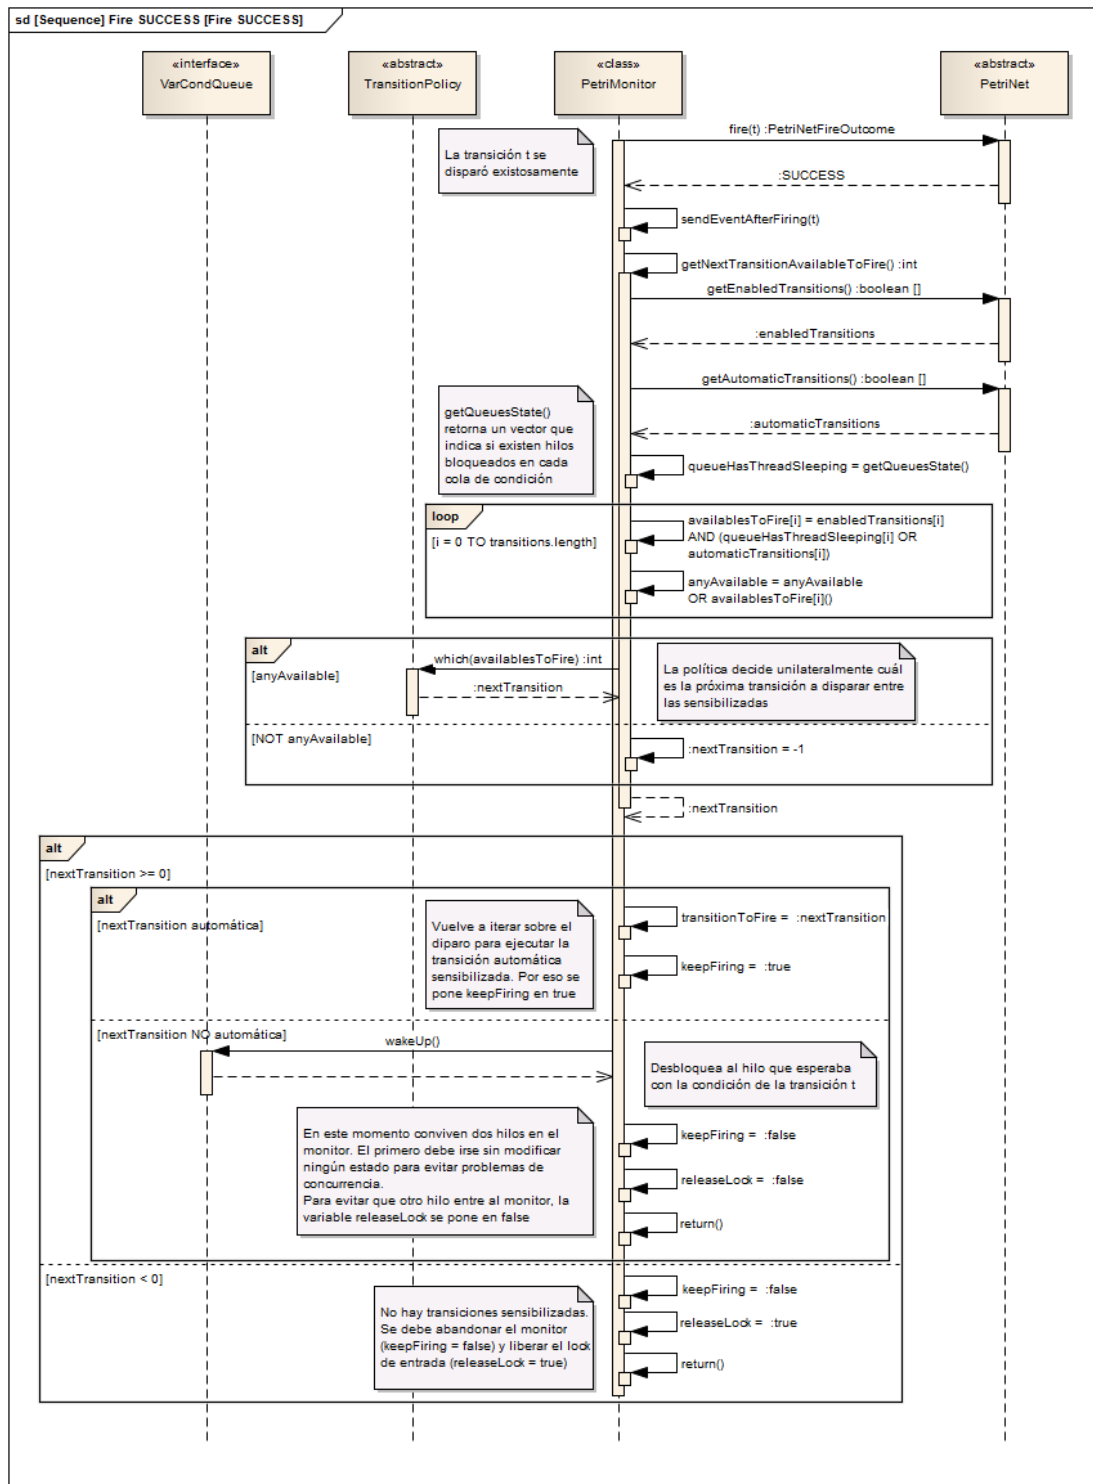 sd [Sequence] Fire SUCCESS [Fire SUCCESS]
«interface»
VarCondQueue
«abstract»
TransitionPolicy
«class»
PetriMonitor
«abstract»
PetriNet
fire(t) :PetriNetFireOutcome
La transición t se
disparó existosamente
:SUCCESS
sendEventAfterFiring(t)
getNextTransitionAvailableToFire() :int
getEnabledTransitions() :boolean []
:enabledTransitions
getAutomaticTransitions() :boolean []
:automaticTransitions
getQueuesState()
retorna un vector que
indica si existen hilos
bloqueados en cada
cola de condición
queueHasThreadSleeping = getQueuesState()
loop
[i = 0 TO transitions.length]
availablesToFire[i] = enabledTransitions[i]
AND (queueHasThreadSleeping[i] OR
automaticTransitions[i])
anyAvailable = anyAvailable
OR availablesToFire[i]()
alt
[anyAvailable]
which(availablesToFire) :int
:nextTransition
La política decide unilateralmente cuál
es la próxima transición a disparar entre
las sensibilizadas
[NOT anyAvailable]
:nextTransition = -1
:nextTransition
alt
[nextTransition >= 0]
alt
[nextTransition automática]
Vuelve a iterar sobre el
diparo para ejecutar la
transición automática
sensibilizada. Por eso se
pone keepFiring en true
transitionToFire = :nextTransition
keepFiring = :true
[nextTransition NO automática]
wakeUp()
Desbloquea al hilo que esperaba
con la condición de la transición t
En este momento conviven dos hilos en el
monitor. El primero debe irse sin modificar
ningún estado para evitar problemas de
concurrencia.
Para evitar que otro hilo entre al monitor, la
variable releaseLock se pone en false
keepFiring = :false
releaseLock = :false
return()
[nextTransition < 0]
No hay transiciones sensibilizadas.
Se debe abandonar el monitor
(keepFiring = false) y liberar el lock
de entrada (releaseLock = true)
keepFiring = :false
releaseLock = :true
return()